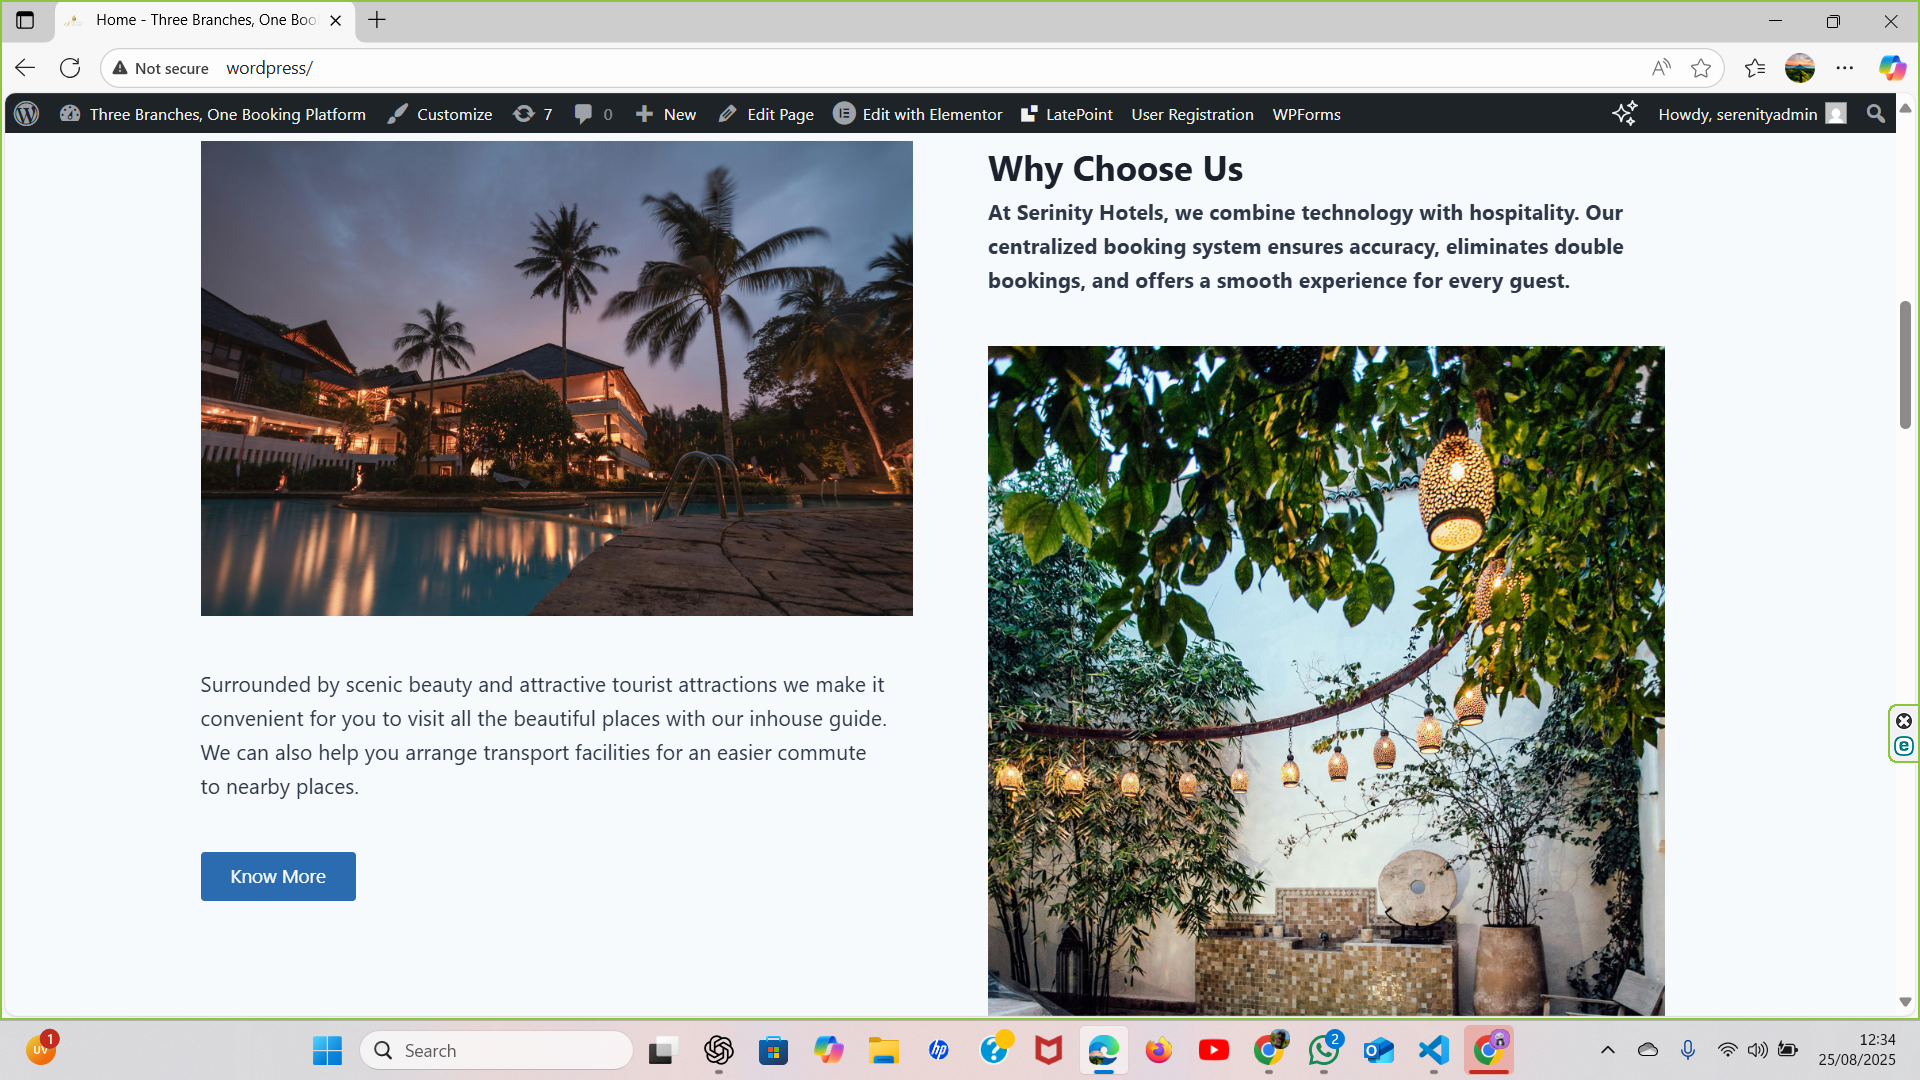 Home - Three Branches, One Boo
Not secure
wordpress/
Three Branches, One Booking Platform
Customize
7
0
New
Edit Page
Edit with Elementor
LatePoint
User Registration
WPForms
Howdy, serenityadmin
Why Choose Us
At Serinity Hotels, we combine technology with hospitality. Our
centralized booking system ensures accuracy, eliminates double
bookings, and offers a smooth experience for every guest.
Surrounded by scenic beauty and attractive tourist attractions we make it
convenient for you to visit all the beautiful places with our inhouse guide.
We can also help you arrange transport facilities for an easier commute
to nearby places.
Know More
UV
1
Search
hp
2
12:34
25/08/2025